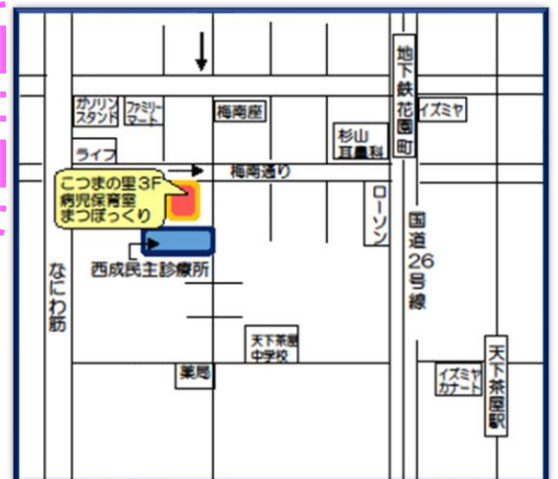 地下鉄花園町
ガソリン
スタンド
ファミリー
マート
梅南座
イズミヤ
杉山
耳鼻科
ライフ
梅南通り
こつまの里3F
病児保育室
まつぼっくり
ローソン
西成民主診療所
国道26号線
なにわ筋
天下茶屋
中学校
薬局
イズミヤ
カナート
天下茶屋駅